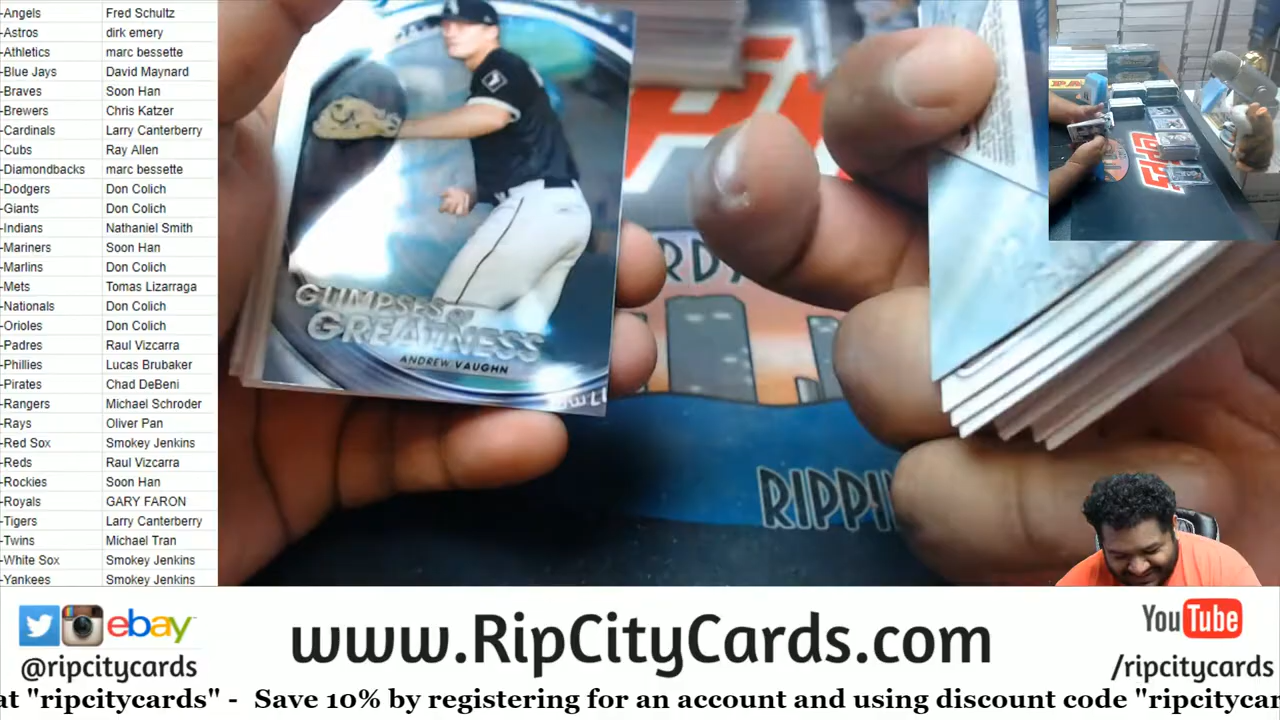 -Angels Fred Schultz
-Astros dirk emery
-Athletics marc bessette
-Blue Jays David Maynard
-Braves Soon Han
-Brewers Chris Katzer
-Cardinals Larry Canterberry
-Cubs Ray Allen
-Diamondbacks marc bessette
-Dodgers Don Colich
-Giants Don Colich
-Indians Nathaniel Smith
-Mariners Soon Han
-Marlins Don Colich
-Mets Tomas Lizarraga
-Nationals Don Colich
-Orioles Don Colich
-Padres Raul Vizcarra
-Phillies Lucas Brubaker
-Pirates Chad DeBeni
-Rangers Michael Schroder
-Rays Oliver Pan
-Red Sox Smokey Jenkins
-Reds Raul Vizcarra
-Rockies Soon Han
-Royals GARY FARON
-Tigers Larry Canterberry
-Twins Michael Tran
-White Sox Smokey Jenkins
-Yankees Smokey Jenkins
GLIMPSES OF
GREATNESS
ANDREW VAUGHN
RIPPIN
ebay
@ripcitycards
www.RipCityCards.com
YouTube
/ripcitycards
at "ripcitycards" - Save 10% by registering for an account and using discount code "ripcitycar